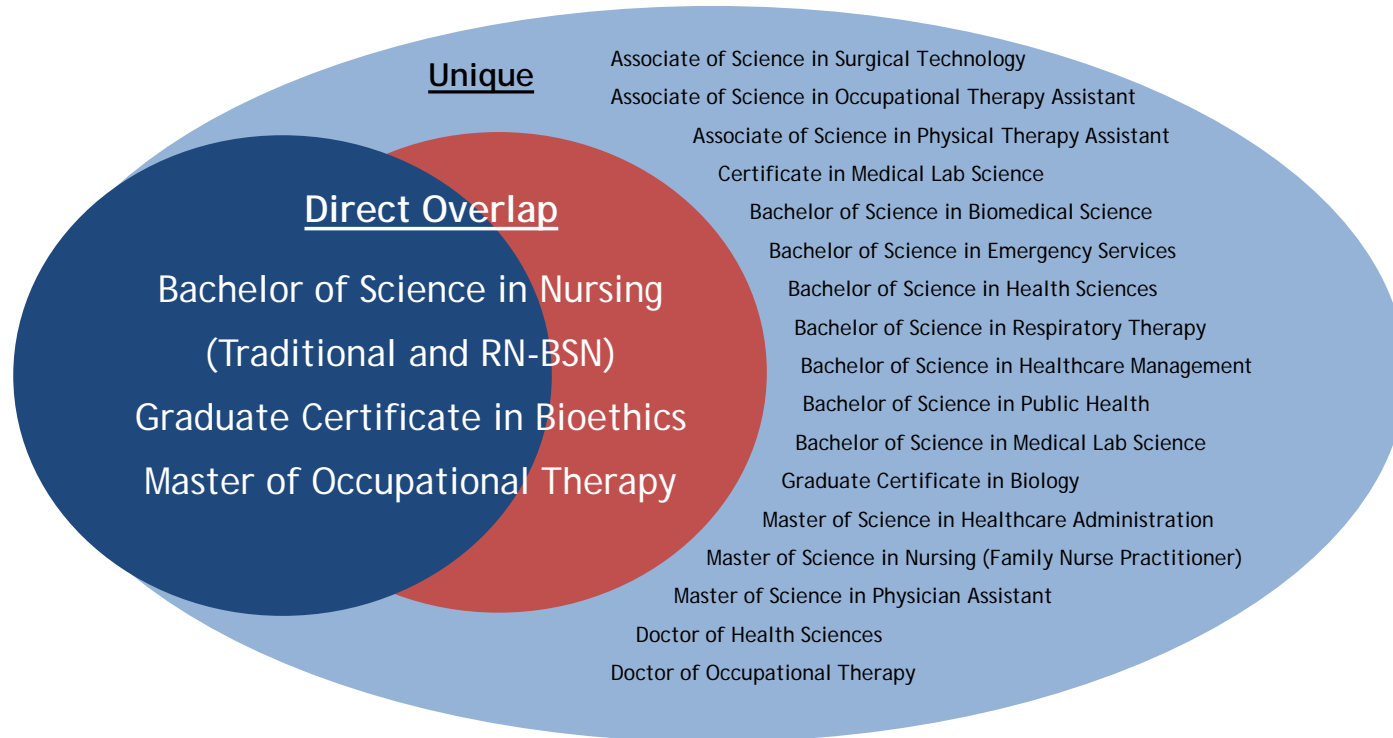 Unique
Associate of Science in Surgical Technology
Associate of Science in Occupational Therapy Assistant
Associate of Science in Physical Therapy Assistant
Certificate in Medical Lab Science
Bachelor of Science in Biomedical Science
Bachelor of Science in Emergency Services
Bachelor of Science in Health Sciences
Bachelor of Science in Respiratory Therapy
Bachelor of Science in Healthcare Management
Bachelor of Science in Public Health
Bachelor of Science in Medical Lab Science
Graduate Certificate in Biology
Master of Science in Healthcare Administration
Master of Science in Nursing (Family Nurse Practitioner)
Master of Science in Physician Assistant
Doctor of Health Sciences
Doctor of Occupational Therapy
Direct Overlap
Bachelor of Science in Nursing
(Traditional and RN-BSN)
Graduate Certificate in Bioethics
Master of Occupational Therapy